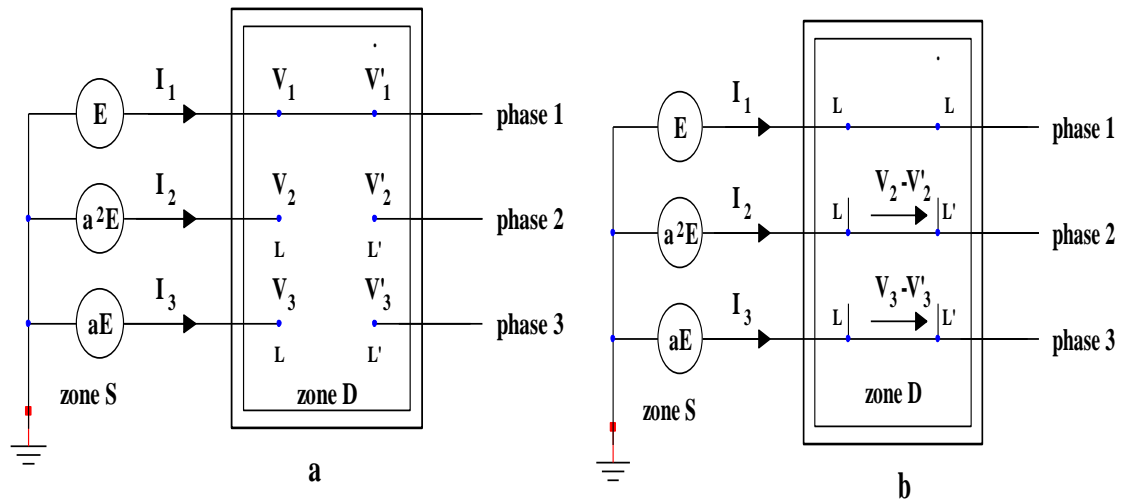 I1 V1 V'1
E phase 1
I2 V2 V'2
a²E phase 2
L L'
I3 V3 V'3
aE phase 3
L L'
zone S zone D
a
I1 L L
E phase 1
V2-V'2
I2 L L'
a²E phase 2
V3-V'3
I3 L L'
aE phase 3
zone S zone D
b